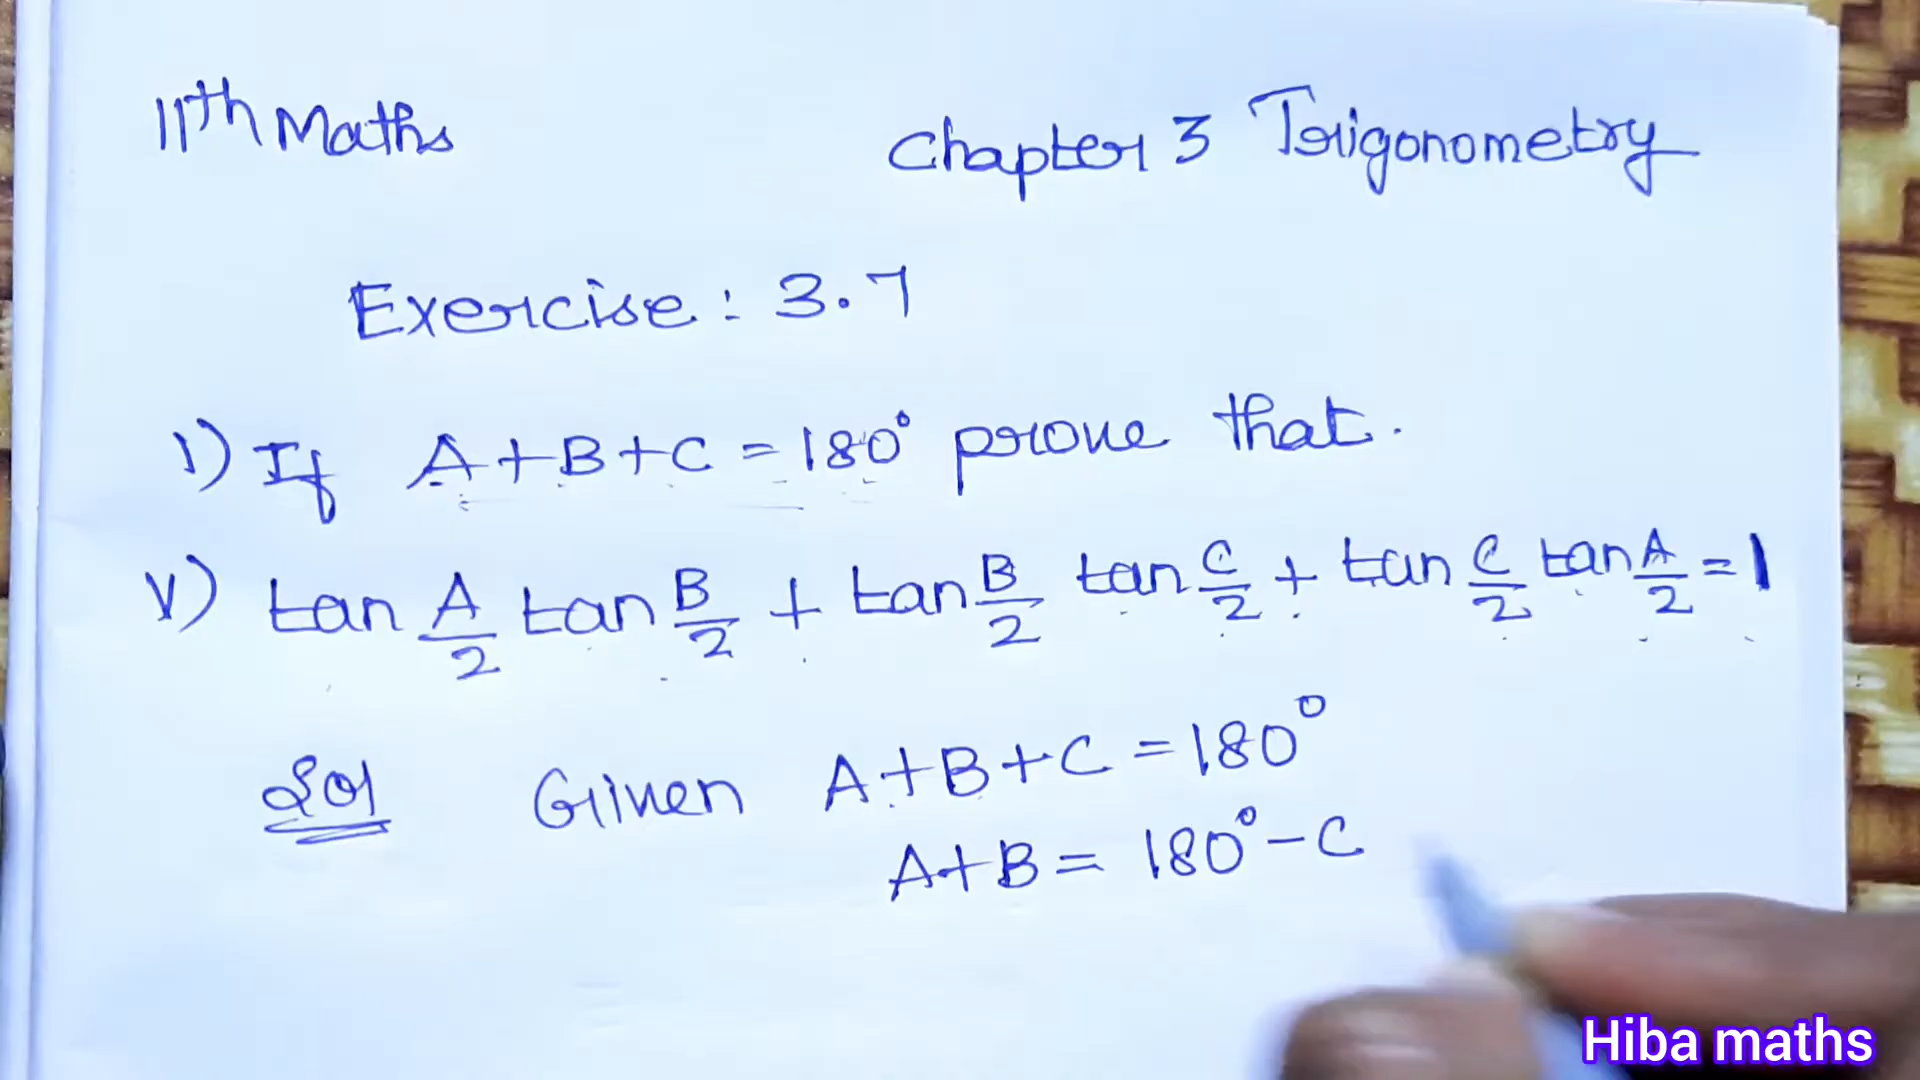 11th Maths
Chapter 3 Trigonometry
Exercise : 3.7
1) If A+B+C = 180° prove that.
V) tan A/2 tan B/2 + tan B/2 tan C/2 + tan C/2 tan A/2 = 1
Sol Given A+B+C = 180°
A+B = 180° - C
Hiba maths